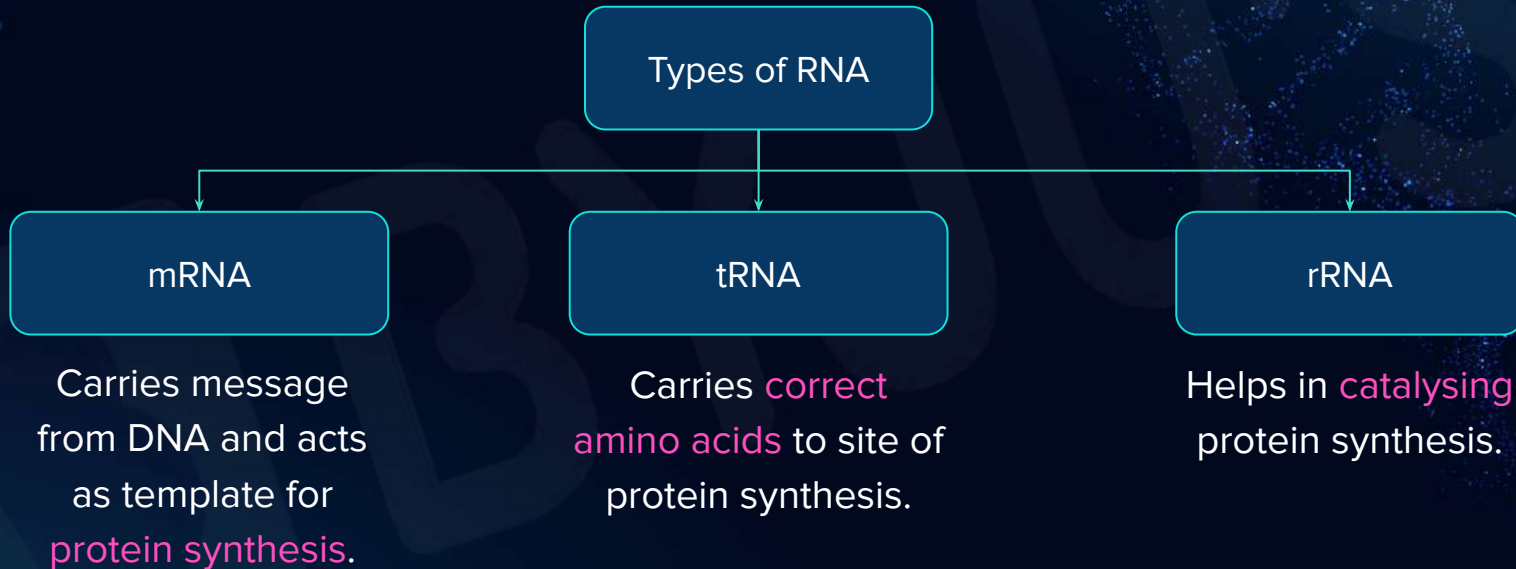 Types of RNA
mRNA
Carries message
from DNA and acts
as template for
protein synthesis.
tRNA
Carries correct
amino acids to site of
protein synthesis.
rRNA
Helps in catalysing
protein synthesis.